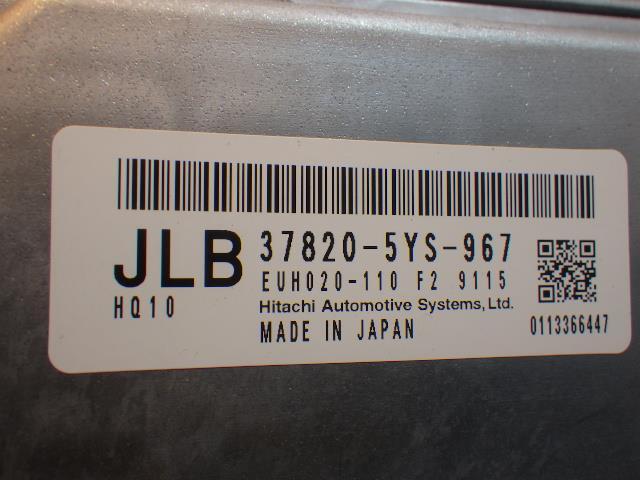 JLB 37820-5YS-967
EUH020-110 F2 9115
HQ10 Hitachi Automotive Systems, Ltd.
MADE IN JAPAN
0113366447